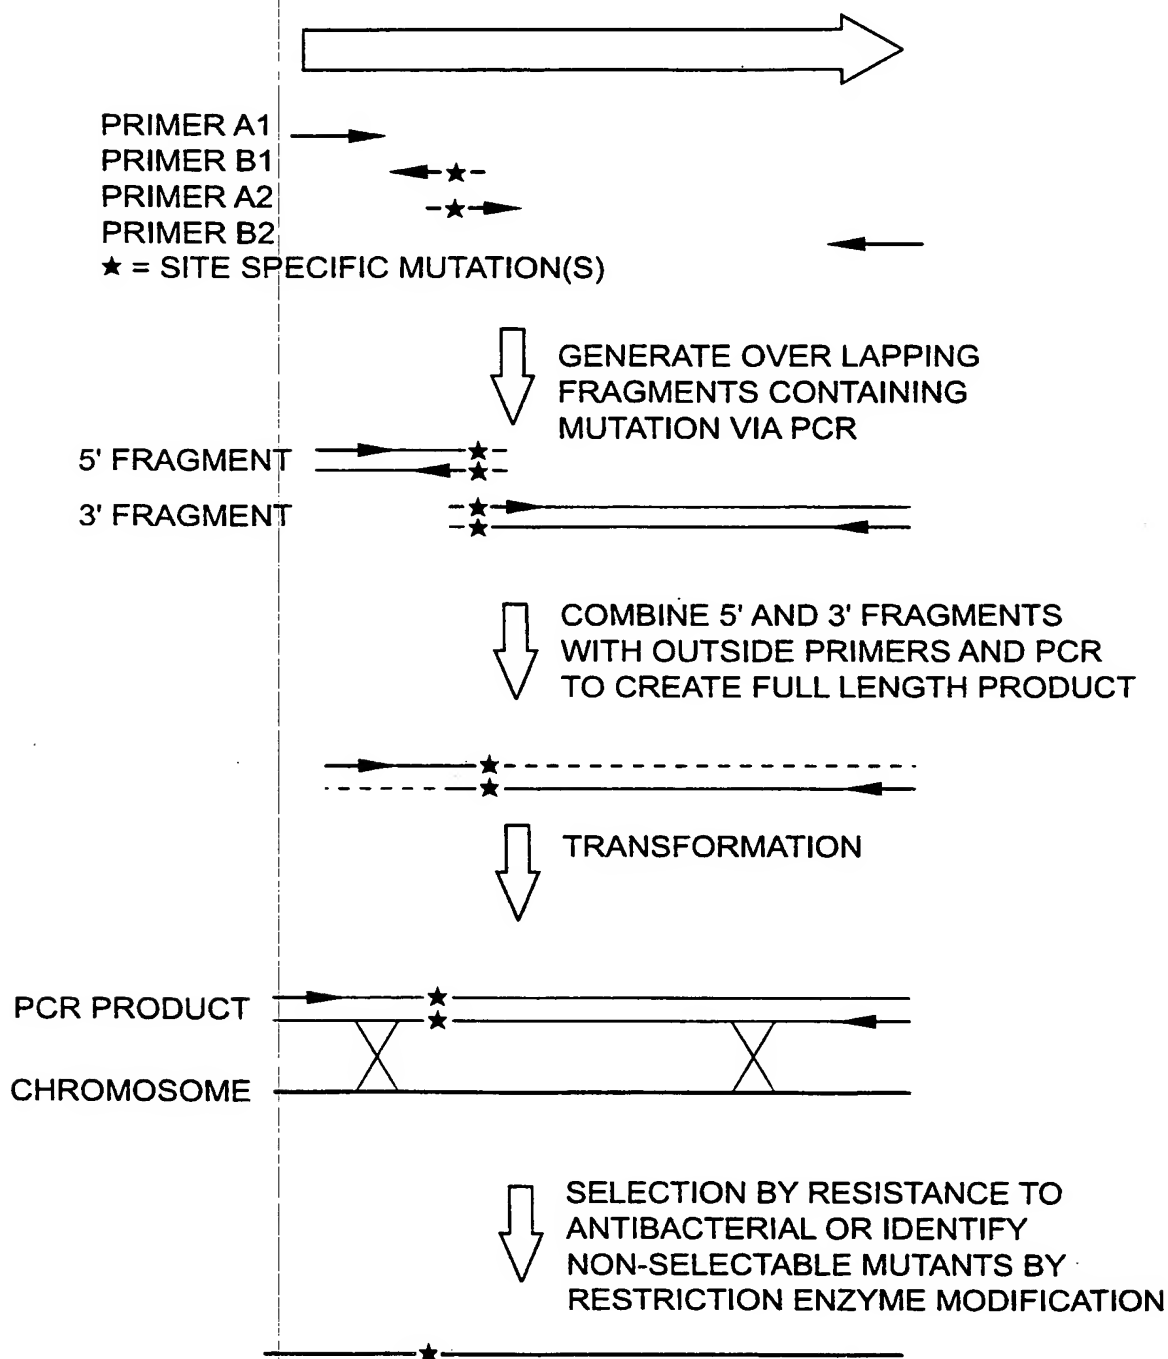 PRIMER A1
PRIMER B1
PRIMER A2
PRIMER B2
★ = SITE SPECIFIC MUTATION(S)
GENERATE OVER LAPPING
FRAGMENTS CONTAINING
MUTATION VIA PCR
5' FRAGMENT
3' FRAGMENT
COMBINE 5' AND 3' FRAGMENTS
WITH OUTSIDE PRIMERS AND PCR
TO CREATE FULL LENGTH PRODUCT
TRANSFORMATION
PCR PRODUCT
CHROMOSOME
SELECTION BY RESISTANCE TO
ANTIBACTERIAL OR IDENTIFY
NON-SELECTABLE MUTANTS BY
RESTRICTION ENZYME MODIFICATION